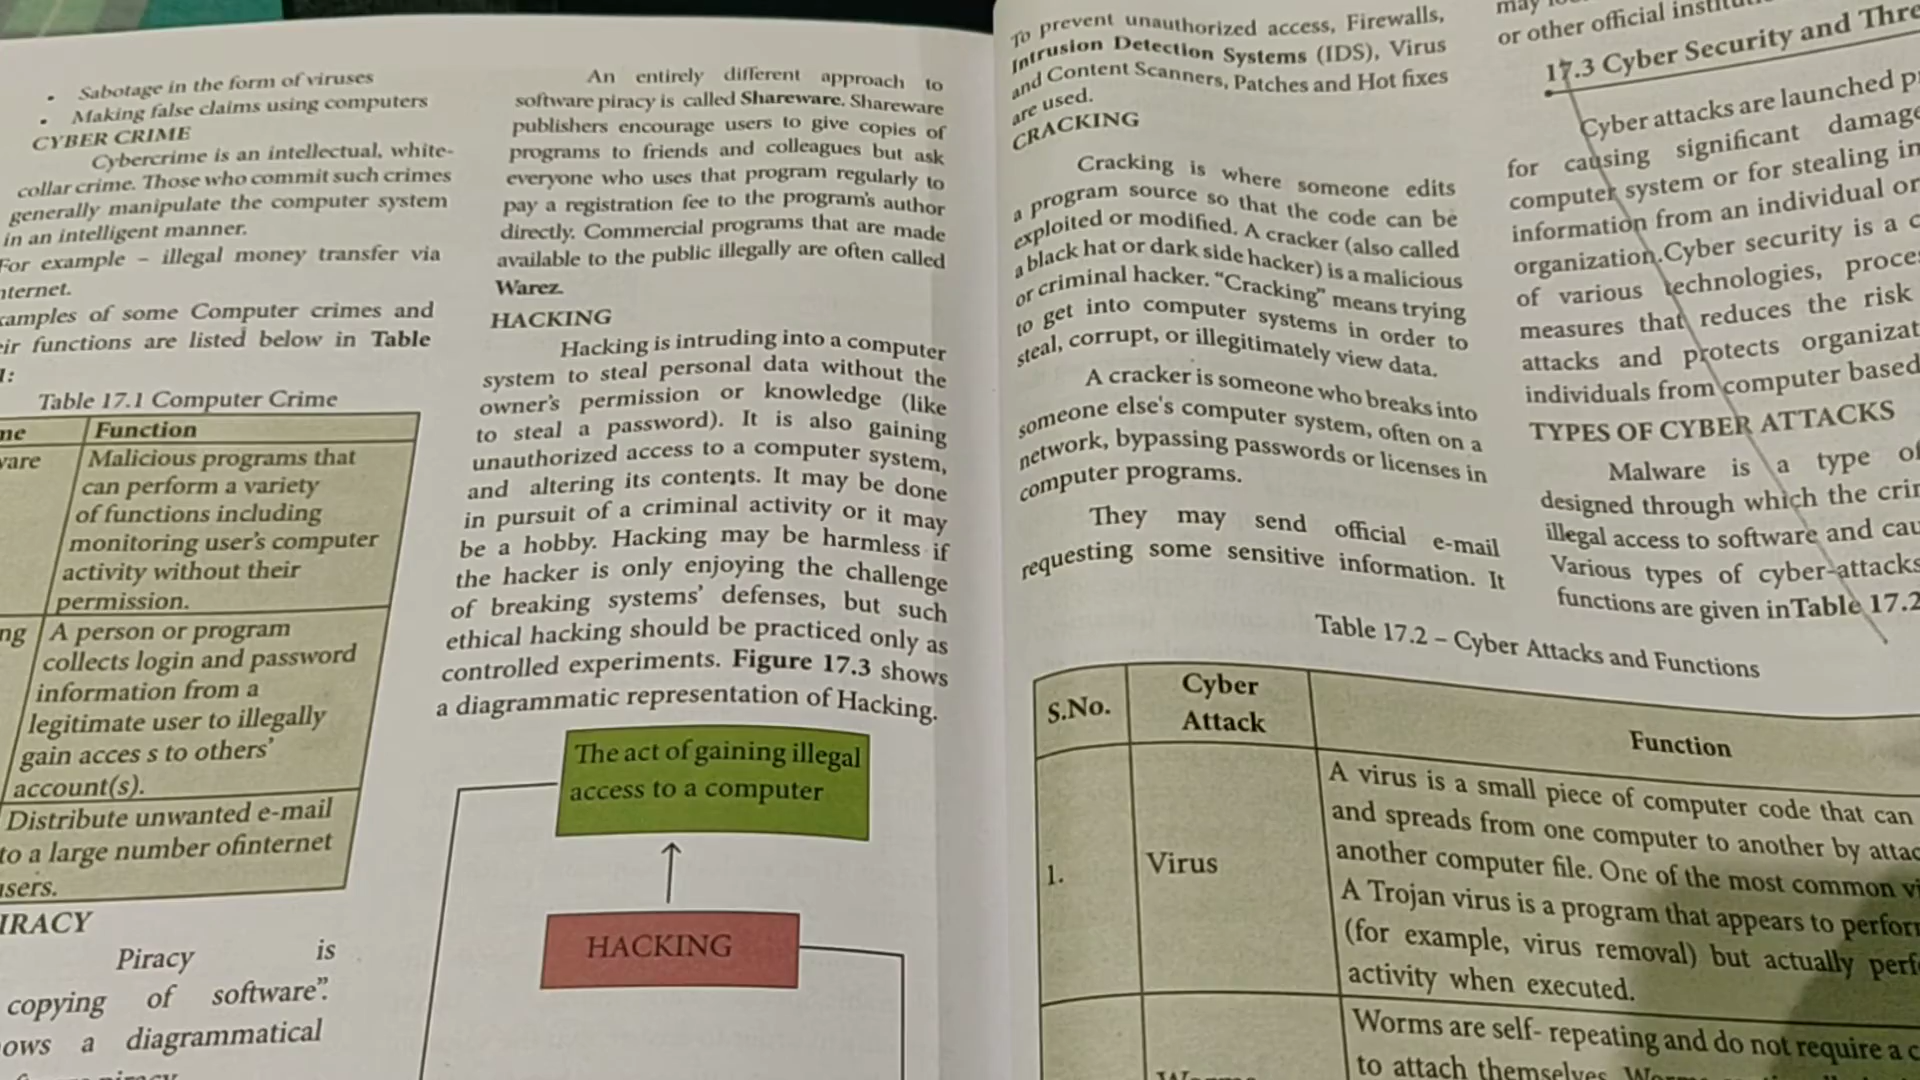 • Sabotage in the form of viruses
• Making false claims using computers
CYBER CRIME
Cybercrime is an intellectual, white-
collar crime. Those who commit such crimes
generally manipulate the computer system
in an intelligent manner.
For example – illegal money transfer via
nternet.
amples of some Computer crimes and
ir functions are listed below in Table
1:
Table 17.1 Computer Crime
me Function
ware Malicious programs that
can perform a variety
of functions including
monitoring user's computer
activity without their
permission.
ng A person or program
collects login and password
information from a
legitimate user to illegally
gain acces s to others'
account(s).
Distribute unwanted e-mail
to a large number ofinternet
users.
IRACY
Piracy is
copying of software”.
ows a diagrammatical
An entirely different approach to
software piracy is called Shareware. Shareware
publishers encourage users to give copies of
programs to friends and colleagues but ask
everyone who uses that program regularly to
pay a registration fee to the program's author
directly. Commercial programs that are made
available to the public illegally are often called
Warez.
HACKING
Hacking is intruding into a computer
system to steal personal data without the
owner's permission or knowledge (like
to steal a password). It is also gaining
unauthorized access to a computer system,
and altering its contents. It may be done
in pursuit of a criminal activity or it may
be a hobby. Hacking may be harmless if
the hacker is only enjoying the challenge
of breaking systems' defenses, but such
ethical hacking should be practiced only as
controlled experiments. Figure 17.3 shows
a diagrammatic representation of Hacking.
The act of gaining illegal
access to a computer
HACKING
To prevent unauthorized access, Firewalls,
Intrusion Detection Systems (IDS), Virus
and Content Scanners, Patches and Hot fixes
are used.
CRACKING
Cracking is where someone edits
a program source so that the code can be
exploited or modified. A cracker (also called
a black hat or dark side hacker) is a malicious
or criminal hacker. “Cracking” means trying
to get into computer systems in order to
steal, corrupt, or illegitimately view data.
A cracker is someone who breaks into
someone else's computer system, often on a
network, bypassing passwords or licenses in
computer programs.
They may send official e-mail
requesting some sensitive information. It
may
or other official institu
17.3 Cyber Security and Thre
Cyber attacks are launched p
for causing significant damage
computer system or for stealing in
information from an individual or
organization.Cyber security is a c
of various technologies, proces
measures that reduces the risk
attacks and protects organizat
individuals from computer based
TYPES OF CYBER ATTACKS
Malware is a type of
designed through which the crim
illegal access to software and cau
Various types of cyber-attacks
functions are given inTable 17.2
Table 17.2 – Cyber Attacks and Functions
S.No. Cyber Attack Function
1. Virus A virus is a small piece of computer code that can
and spreads from one computer to another by attac
another computer file. One of the most common vi
A Trojan virus is a program that appears to perform
(for example, virus removal) but actually perf
activity when executed.
Worms are self- repeating and do not require a c
to attach themselves.